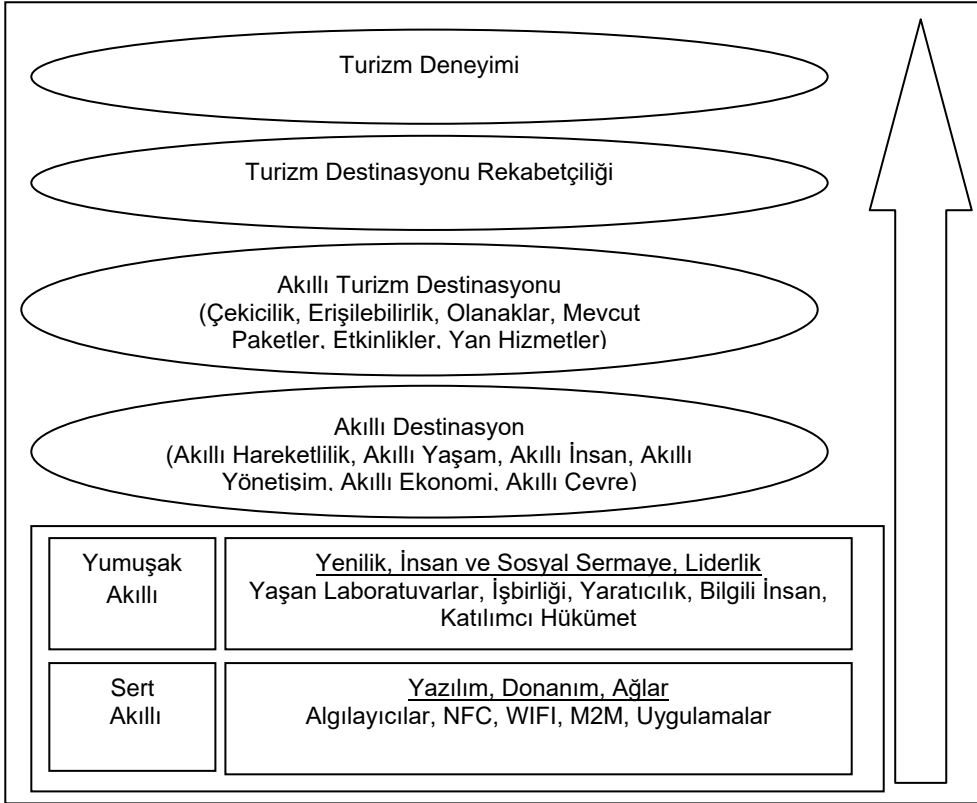 Turizm Deneyimi
Turizm Destinasyonu Rekabetçiliği
Akıllı Turizm Destinasyonu
(Çekicilik, Erişilebilirlik, Olanaklar, Mevcut
Paketler, Etkinlikler, Yan Hizmetler)
Akıllı Destinasyon
(Akıllı Hareketlilik, Akıllı Yaşam, Akıllı İnsan, Akıllı
Yönetişim, Akıllı Ekonomi, Akıllı Çevre)
Yumuşak
Akıllı
Yenilik, İnsan ve Sosyal Sermaye, Liderlik
Yaşan Laboratuvarlar, İşbirliği, Yaratıcılık, Bilgili İnsan,
Katılımcı Hükümet
Sert
Akıllı
Yazılım, Donanım, Ağlar
Algılayıcılar, NFC, WIFI, M2M, Uygulamalar